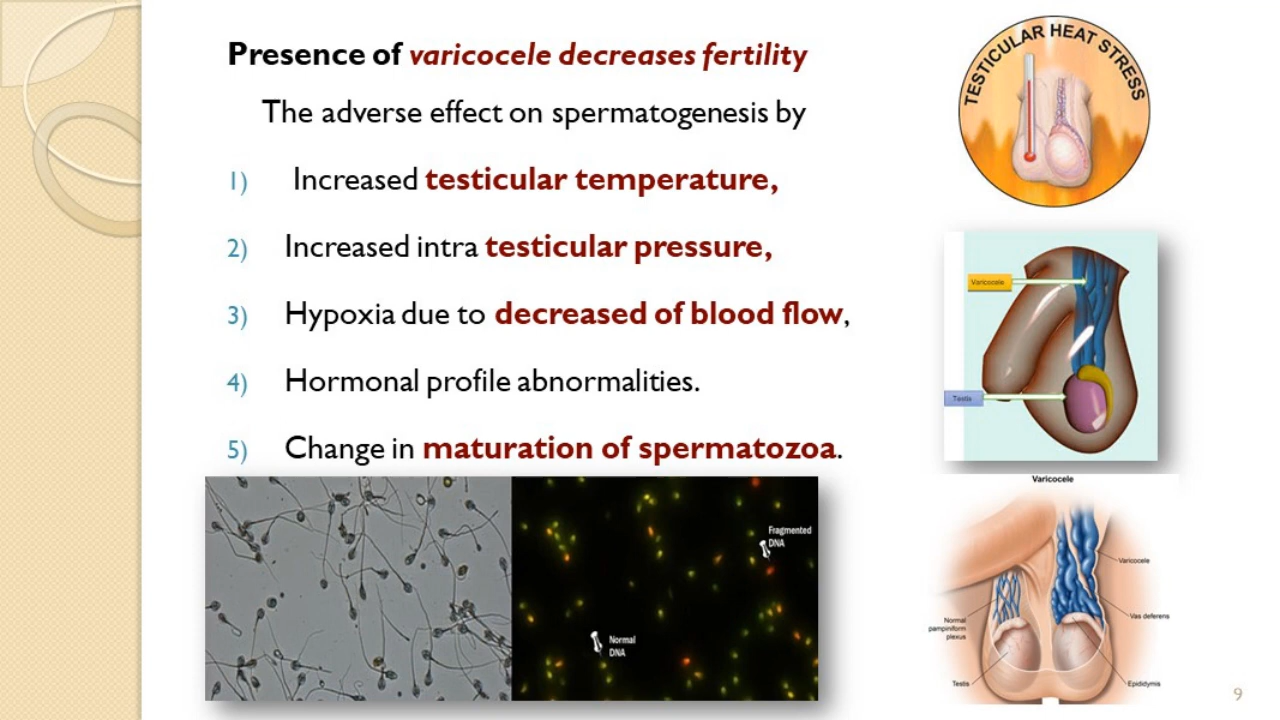 Presence of varicocele decreases fertility
The adverse effect on spermatogenesis by
1) Increased testicular temperature,
2) Increased intra testicular pressure,
3) Hypoxia due to decreased of blood flow,
4) Hormonal profile abnormalities.
5) Change in maturation of spermatozoa.
Fragmented
DNA
Normal
DNA
TESTICULAR HEAT STRESS
Varicocele
Testis
Varicocele
Varicocele
Vas deferens
Normal
pampiniform
plexus
Testis
Epididymis
9